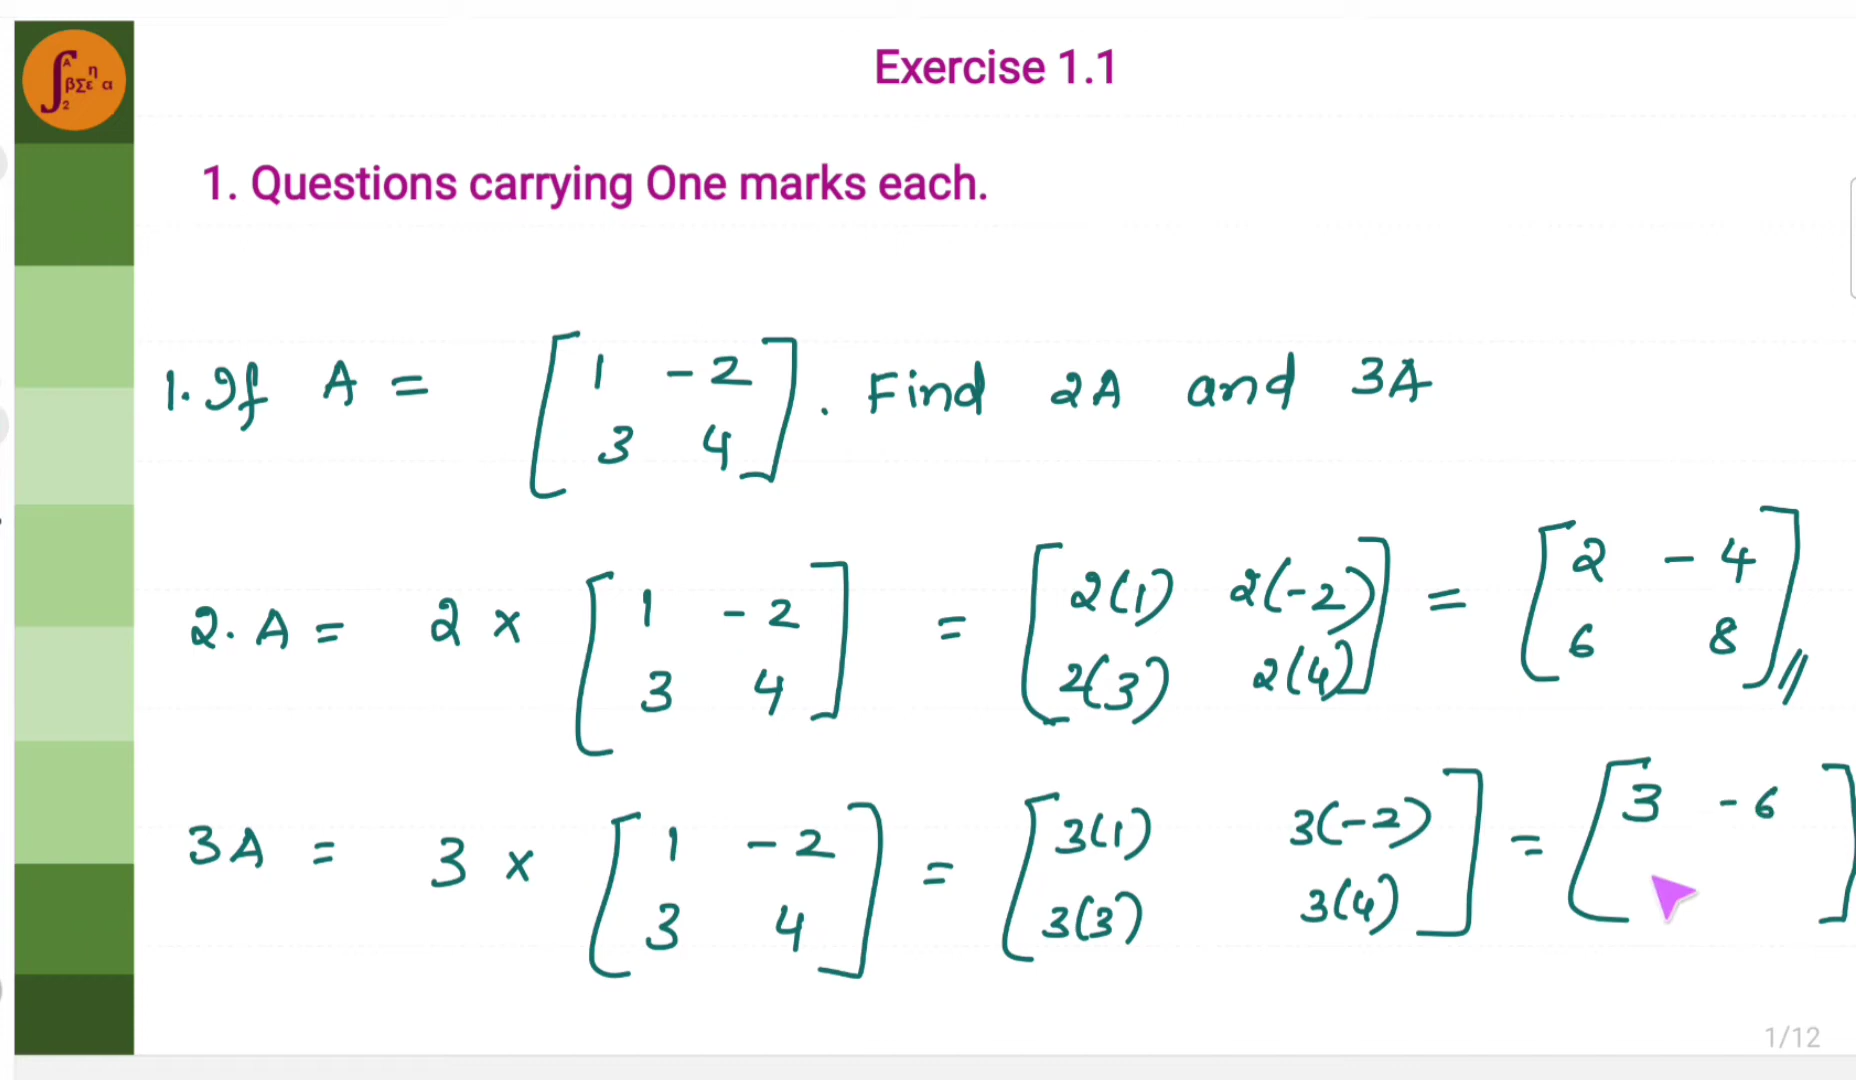 Exercise 1.1
1. Questions carrying One marks each.
1. If A = [1 -2
3 4]. Find 2A and 3A
2. A = 2 × [1 -2
3 4] = [2(1) 2(-2)
2(3) 2(4)] = [2 -4
6 8]//
3A = 3 × [1 -2
3 4] = [3(1) 3(-2)
3(3) 3(4)] = [3 -6
]
1/12